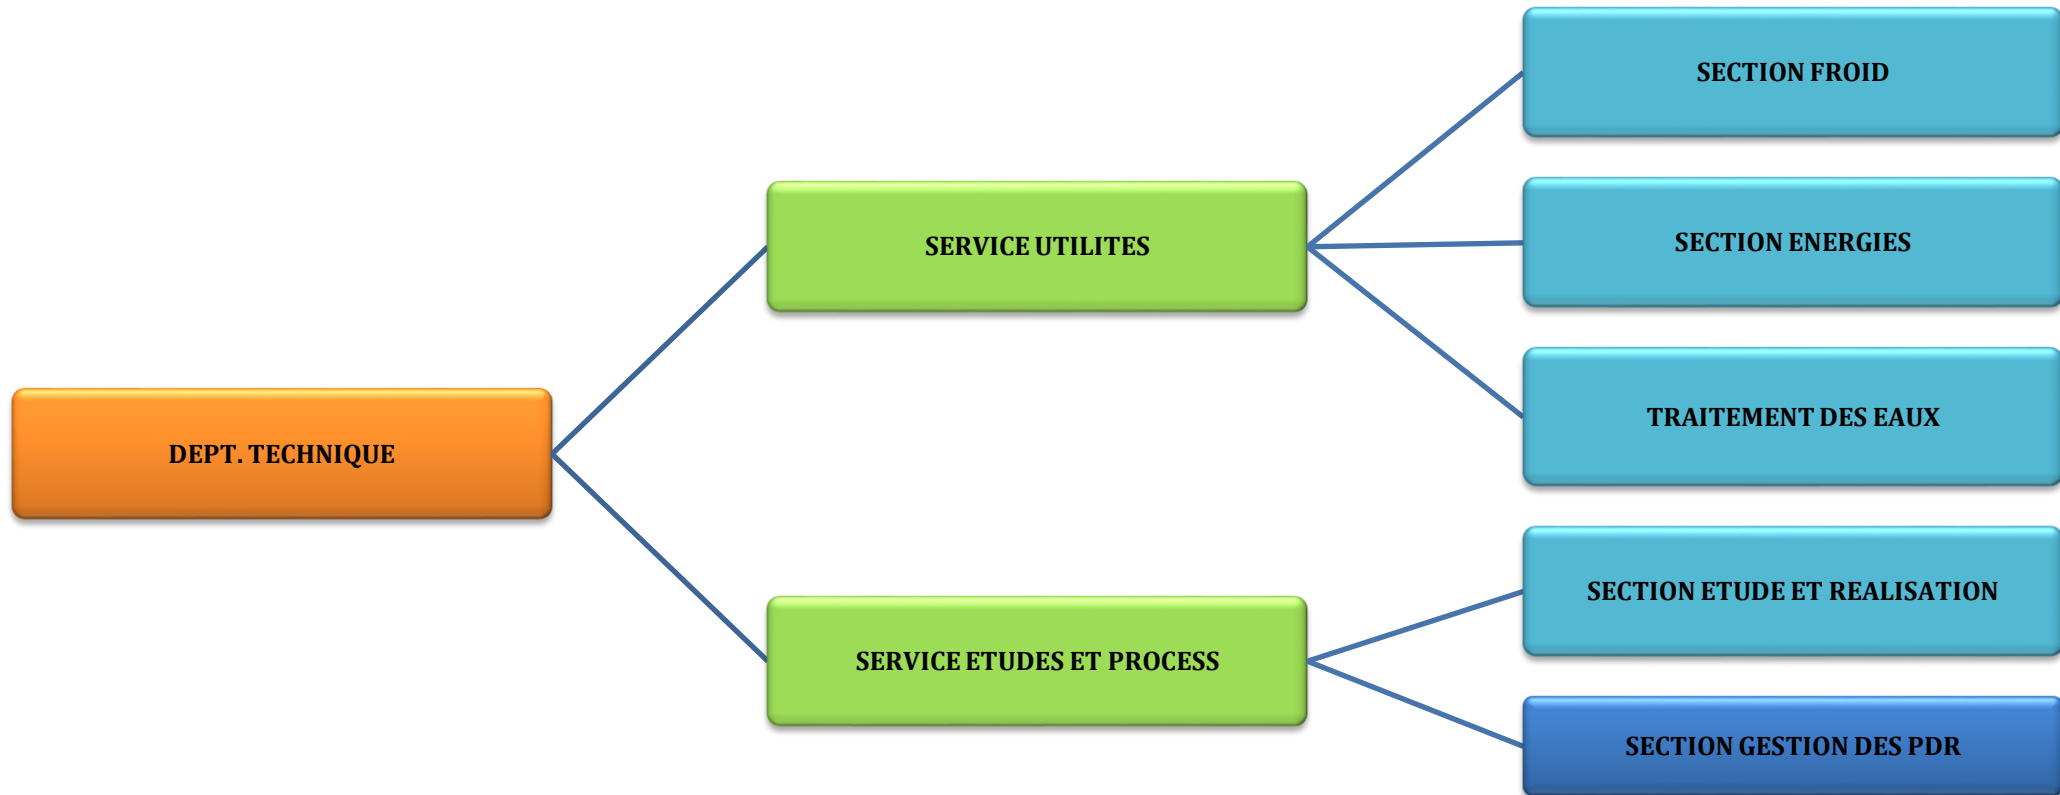 DEPT. TECHNIQUE
SERVICE UTILITES
SECTION FROID
SECTION ENERGIES
TRAITEMENT DES EAUX
SERVICE ETUDES ET PROCESS
SECTION ETUDE ET REALISATION
SECTION GESTION DES PDR